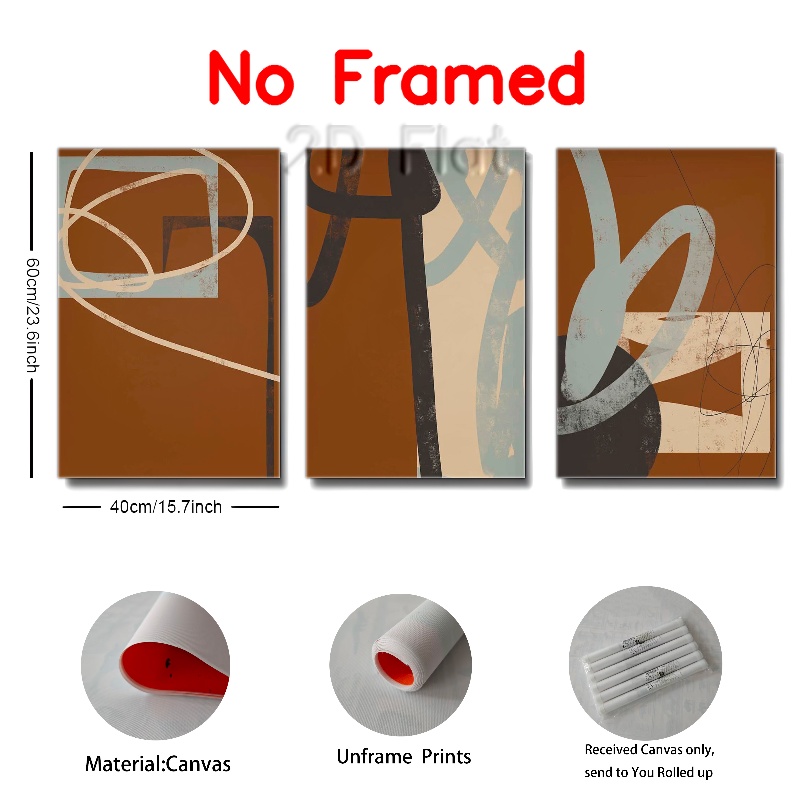 No Framed
2D Flat
60cm/23.6inch
40cm/15.7inch
Material:Canvas
Unframe Prints
Received Canvas only,
send to You Rolled up